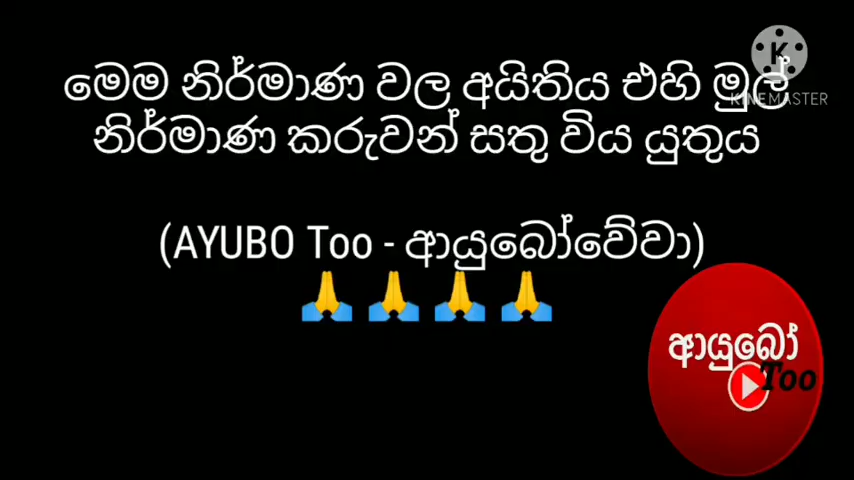 මෙම නිර්මාණ වල අයිතිය එහි මුල්
නිර්මාණ කරුවන් සතු විය යුතුය
(AYUBO Too - ආයුබෝවේවා)
🙏 🙏 🙏 🙏
K
KINEMASTER
ආයුබෝ
Too